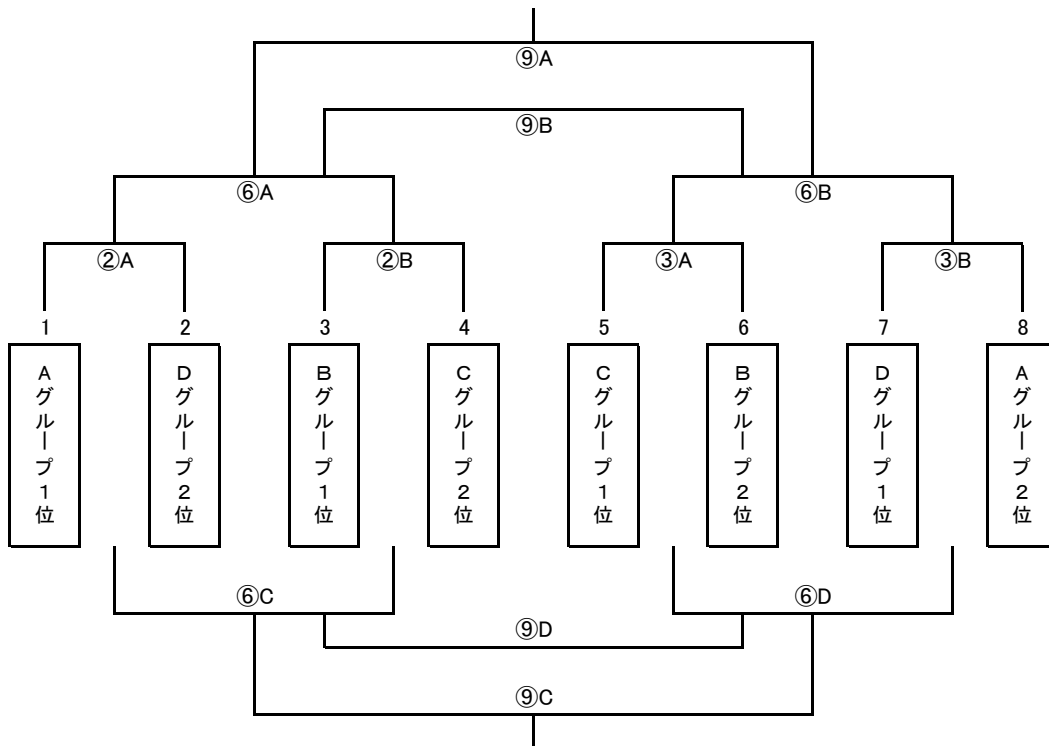 ⑨A
⑨B
⑥A
⑥B
②A
②B
③A
③B
1
2
3
4
5
6
7
8
Aグループ1位
Dグループ2位
Bグループ1位
Cグループ2位
Cグループ1位
Bグループ2位
Dグループ1位
Aグループ2位
⑥C
⑥D
⑨D
⑨C